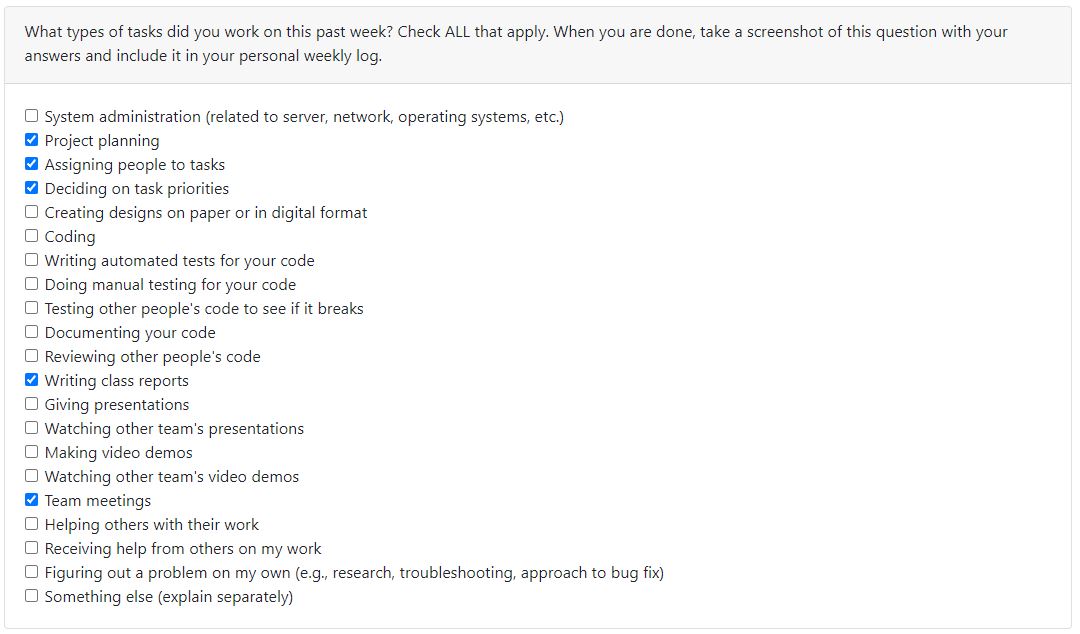 What types of tasks did you work on this past week? Check ALL that apply. When you are done, take a screenshot of this question with your
answers and include it in your personal weekly log.
System administration (related to server, network, operating systems, etc.)
Project planning
Assigning people to tasks
Deciding on task priorities
Creating designs on paper or in digital format
Coding
Writing automated tests for your code
Doing manual testing for your code
Testing other people's code to see if it breaks
Documenting your code
Reviewing other people's code
Writing class reports
Giving presentations
Watching other team's presentations
Making video demos
Watching other team's video demos
Team meetings
Helping others with their work
Receiving help from others on my work
Figuring out a problem on my own (e.g., research, troubleshooting, approach to bug fix)
Something else (explain separately)